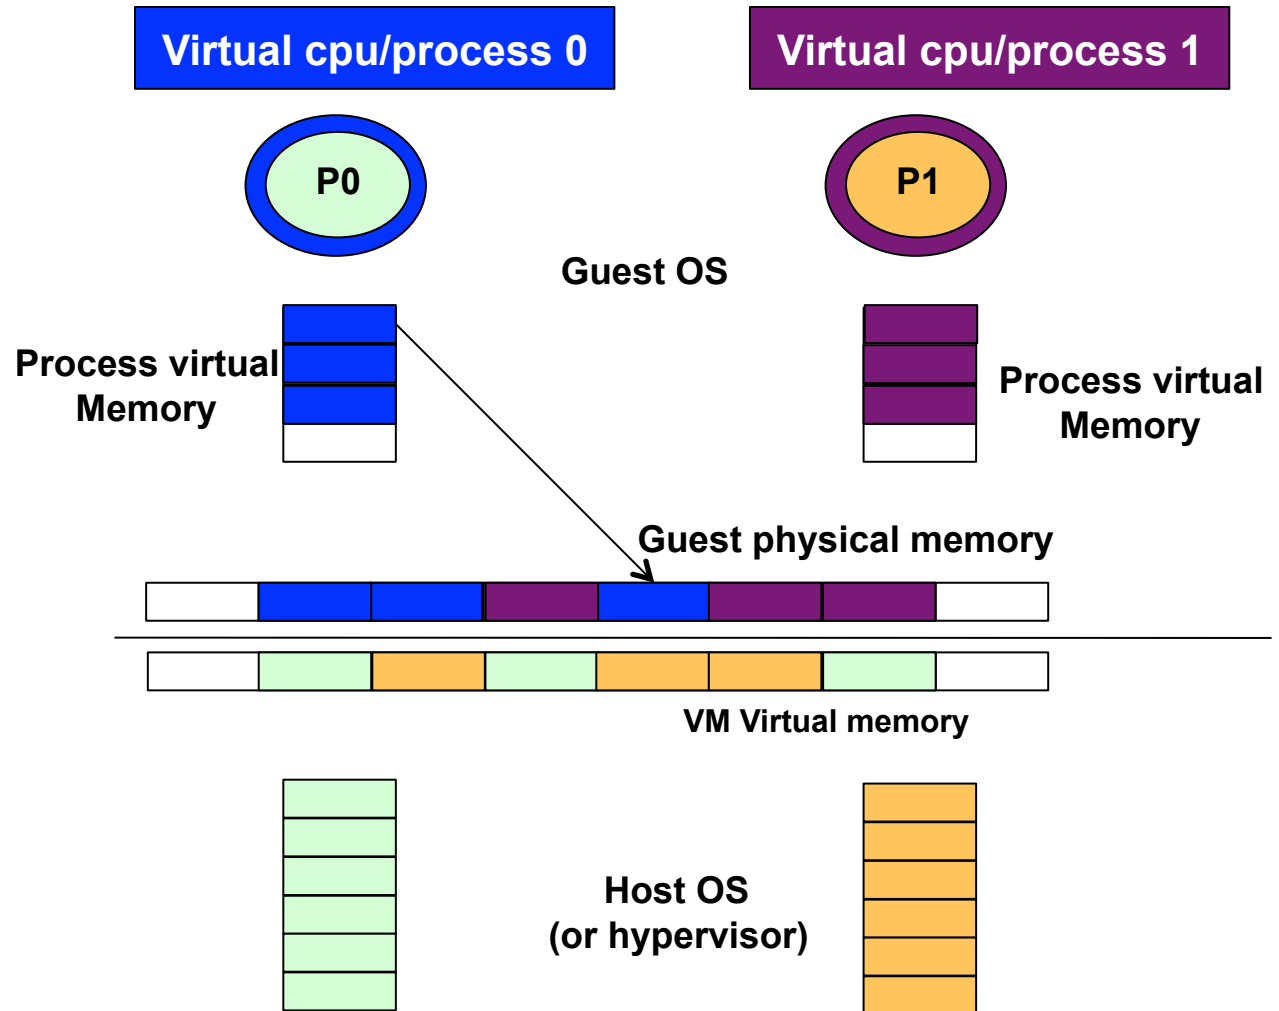 Virtual cpu/process 0
Virtual cpu/process 1
P0
P1
Guest OS
Process virtual
Memory
Process virtual
Memory
Guest physical memory
VM Virtual memory
Host OS
(or hypervisor)